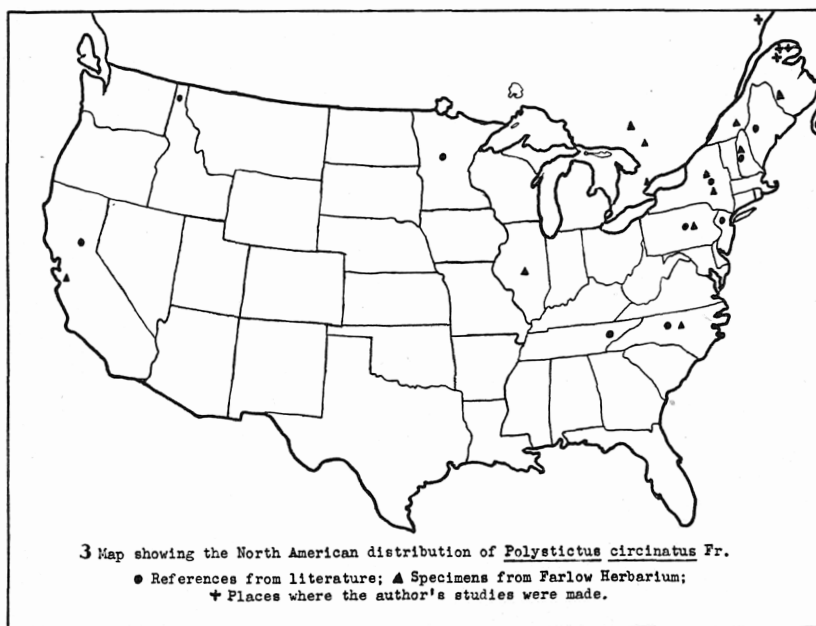 3 Map showing the North American distribution of Polystictus circinatus Fr.
● References from literature; ▲ Specimens from Farlow Herbarium;
✚ Places where the author's studies were made.